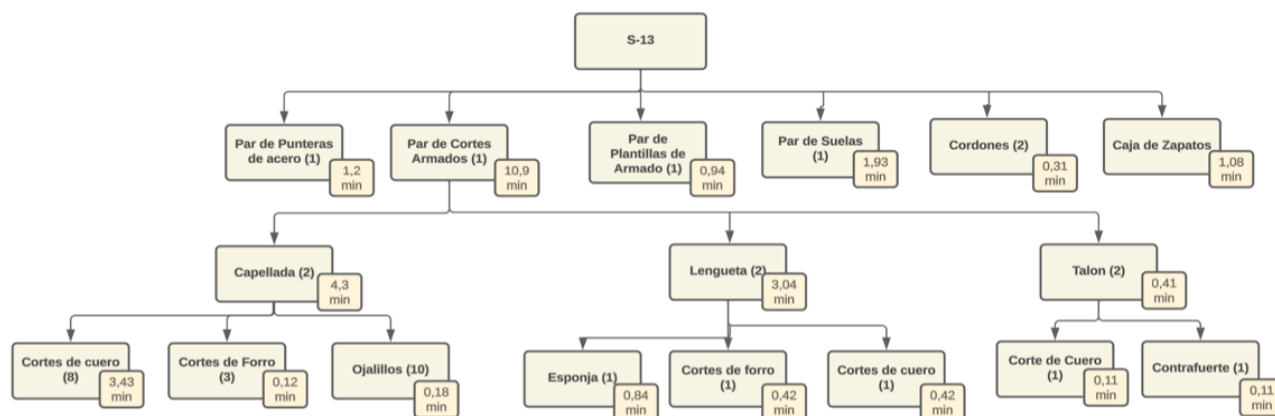 S-13
Par de Punteras
de acero (1)
1,2
min
Par de Cortes
Armados (1)
10,9
min
Par de
Plantillas de
Armado (1)
0,94
min
Par de Suelas
(1)
1,93
min
Cordones (2)
0,31
min
Caja de Zapatos
1,08
min
Capellada (2)
4,3
min
Lengueta (2)
3,04
min
Talon (2)
0,41
min
Cortes de cuero
(8)
3,43
min
Cortes de Forro
(3)
0,12
min
Ojalillos (10)
0,18
min
Esponja (1)
0,84
min
Cortes de forro
(1)
0,42
min
Cortes de cuero
(1)
0,42
min
Corte de Cuero
(1)
0,11
min
Contrafuerte (1)
0,11
min